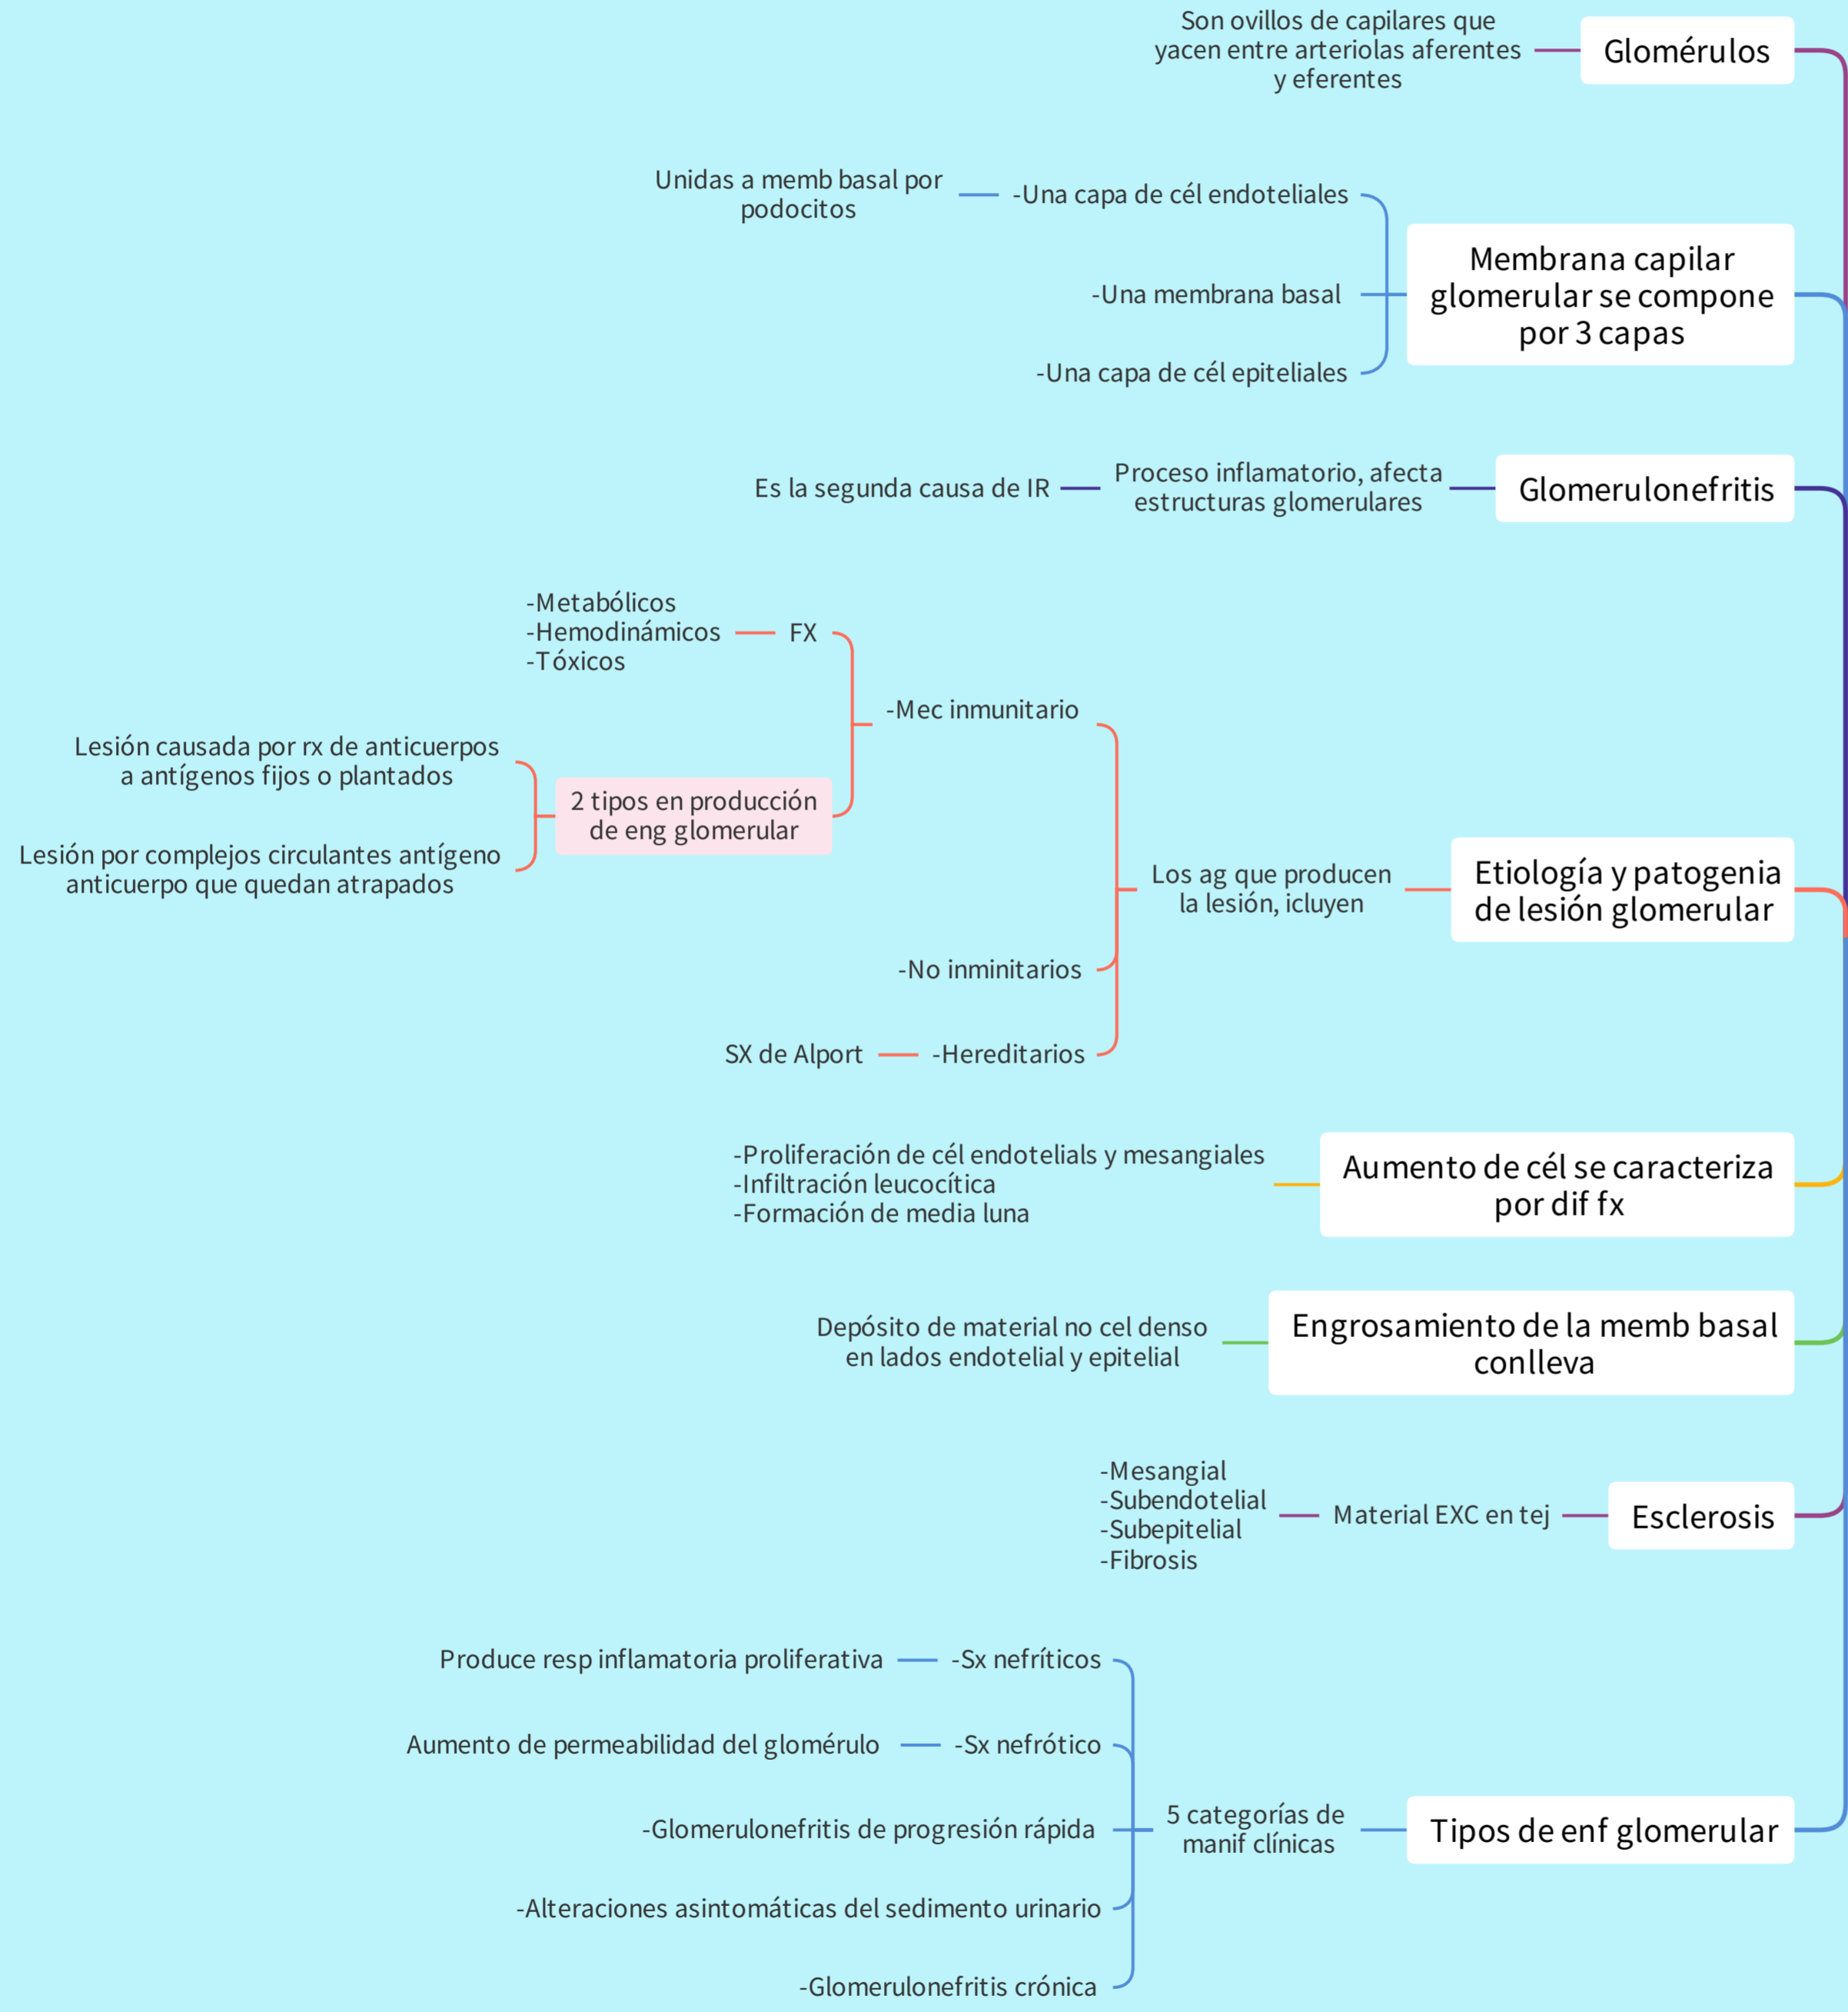 Glomérulos
Son ovillos de capilares que
yacen entre arteriolas aferentes
y eferentes
Membrana capilar
glomerular se compone
por 3 capas
-Una capa de cél endoteliales
Unidas a memb basal por
podocitos
-Una membrana basal
-Una capa de cél epiteliales
Glomerulonefritis
Proceso inflamatorio, afecta
estructuras glomerulares
Es la segunda causa de IR
Etiología y patogenia
de lesión glomerular
Los ag que producen
la lesión, icluyen
-Mec inmunitario
FX
-Metabólicos
-Hemodinámicos
-Tóxicos
2 tipos en producción
de eng glomerular
Lesión causada por rx de anticuerpos
a antígenos fijos o plantados
Lesión por complejos circulantes antígeno
anticuerpo que quedan atrapados
-No inminitarios
-Hereditarios
SX de Alport
Aumento de cél se caracteriza
por dif fx
-Proliferación de cél endotelials y mesangiales
-Infiltración leucocítica
-Formación de media luna
Engrosamiento de la memb basal
conlleva
Depósito de material no cel denso
en lados endotelial y epitelial
Esclerosis
Material EXC en tej
-Mesangial
-Subendotelial
-Subepitelial
-Fibrosis
Tipos de enf glomerular
5 categorías de
manif clínicas
-Sx nefríticos
Produce resp inflamatoria proliferativa
-Sx nefrótico
Aumento de permeabilidad del glomérulo
-Glomerulonefritis de progresión rápida
-Alteraciones asintomáticas del sedimento urinario
-Glomerulonefritis crónica